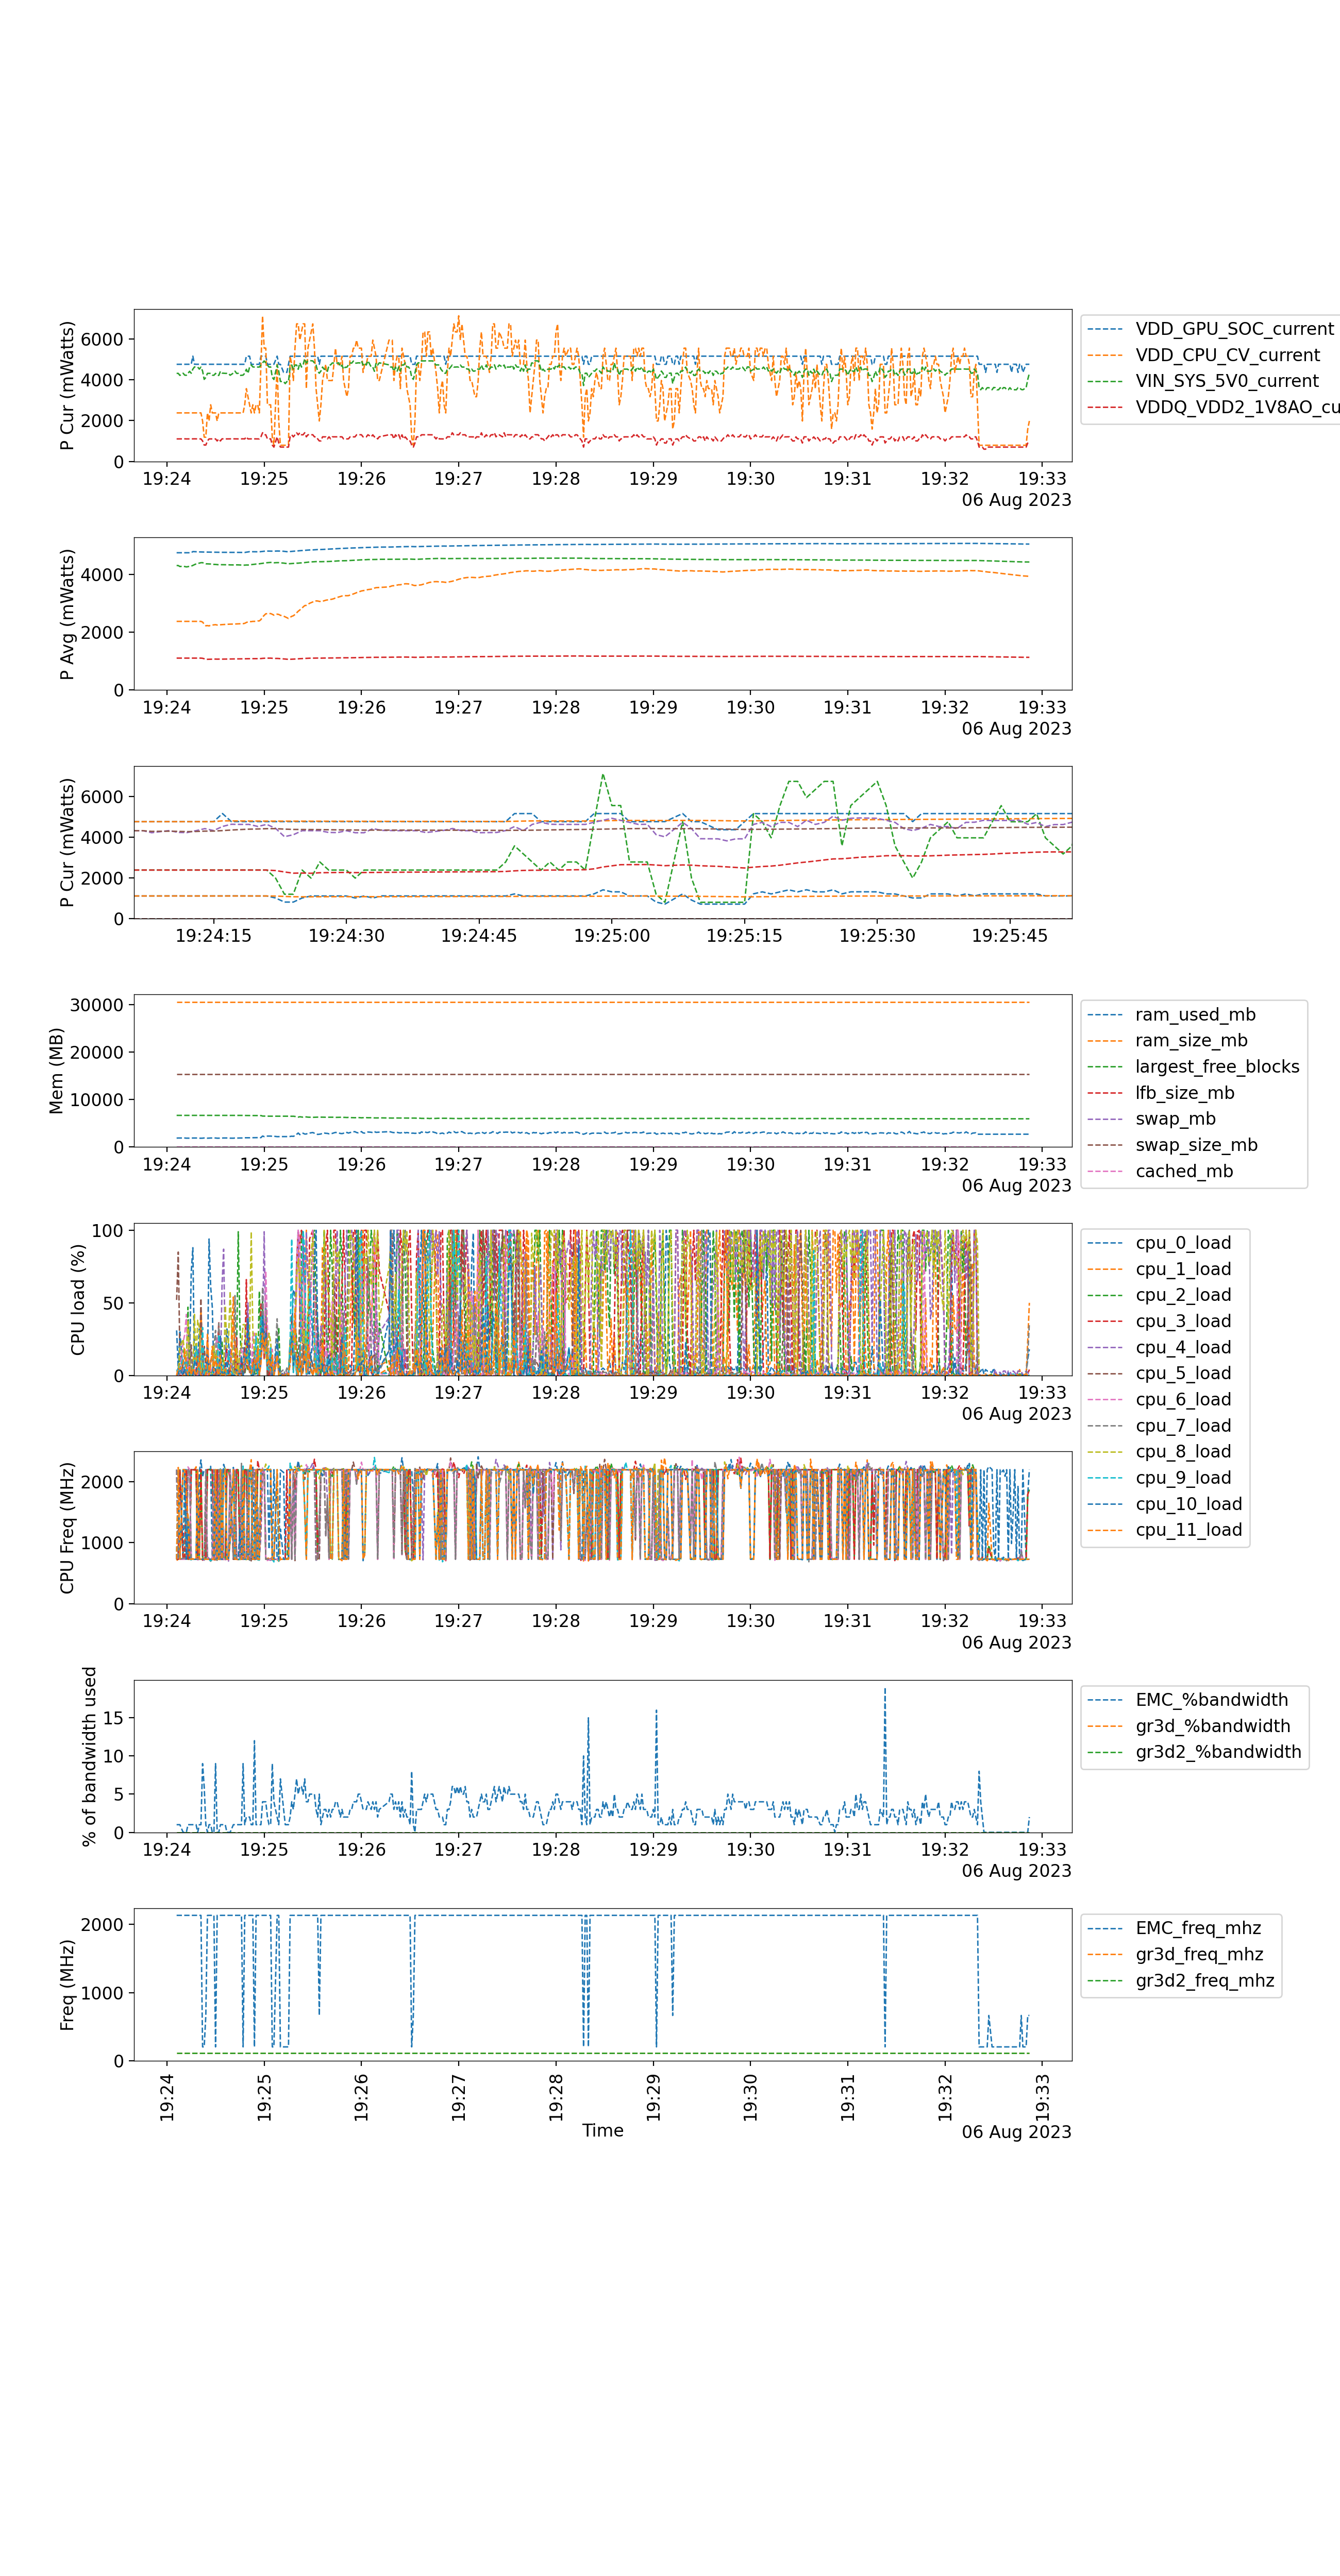 P Cur (mWatts)
6000
4000
2000
0
19:24 19:25 19:26 19:27 19:28 19:29 19:30 19:31 19:32 19:33
06 Aug 2023
VDD_GPU_SOC_current
VDD_CPU_CV_current
VIN_SYS_5V0_current
VDDQ_VDD2_1V8AO_cu
P Avg (mWatts)
4000
2000
0
19:24 19:25 19:26 19:27 19:28 19:29 19:30 19:31 19:32 19:33
06 Aug 2023
P Cur (mWatts)
6000
4000
2000
0
19:24:15 19:24:30 19:24:45 19:25:00 19:25:15 19:25:30 19:25:45
Mem (MB)
30000
20000
10000
0
19:24 19:25 19:26 19:27 19:28 19:29 19:30 19:31 19:32 19:33
06 Aug 2023
ram_used_mb
ram_size_mb
largest_free_blocks
lfb_size_mb
swap_mb
swap_size_mb
cached_mb
CPU load (%)
100
50
0
19:24 19:25 19:26 19:27 19:28 19:29 19:30 19:31 19:32 19:33
06 Aug 2023
cpu_0_load
cpu_1_load
cpu_2_load
cpu_3_load
cpu_4_load
cpu_5_load
cpu_6_load
cpu_7_load
cpu_8_load
cpu_9_load
cpu_10_load
cpu_11_load
CPU Freq (MHz)
2000
1000
0
19:24 19:25 19:26 19:27 19:28 19:29 19:30 19:31 19:32 19:33
06 Aug 2023
% of bandwidth used
15
10
5
0
19:24 19:25 19:26 19:27 19:28 19:29 19:30 19:31 19:32 19:33
06 Aug 2023
EMC_%bandwidth
gr3d_%bandwidth
gr3d2_%bandwidth
Freq (MHz)
2000
1000
0
19:24 19:25 19:26 19:27 19:28 19:29 19:30 19:31 19:32 19:33
Time
06 Aug 2023
EMC_freq_mhz
gr3d_freq_mhz
gr3d2_freq_mhz